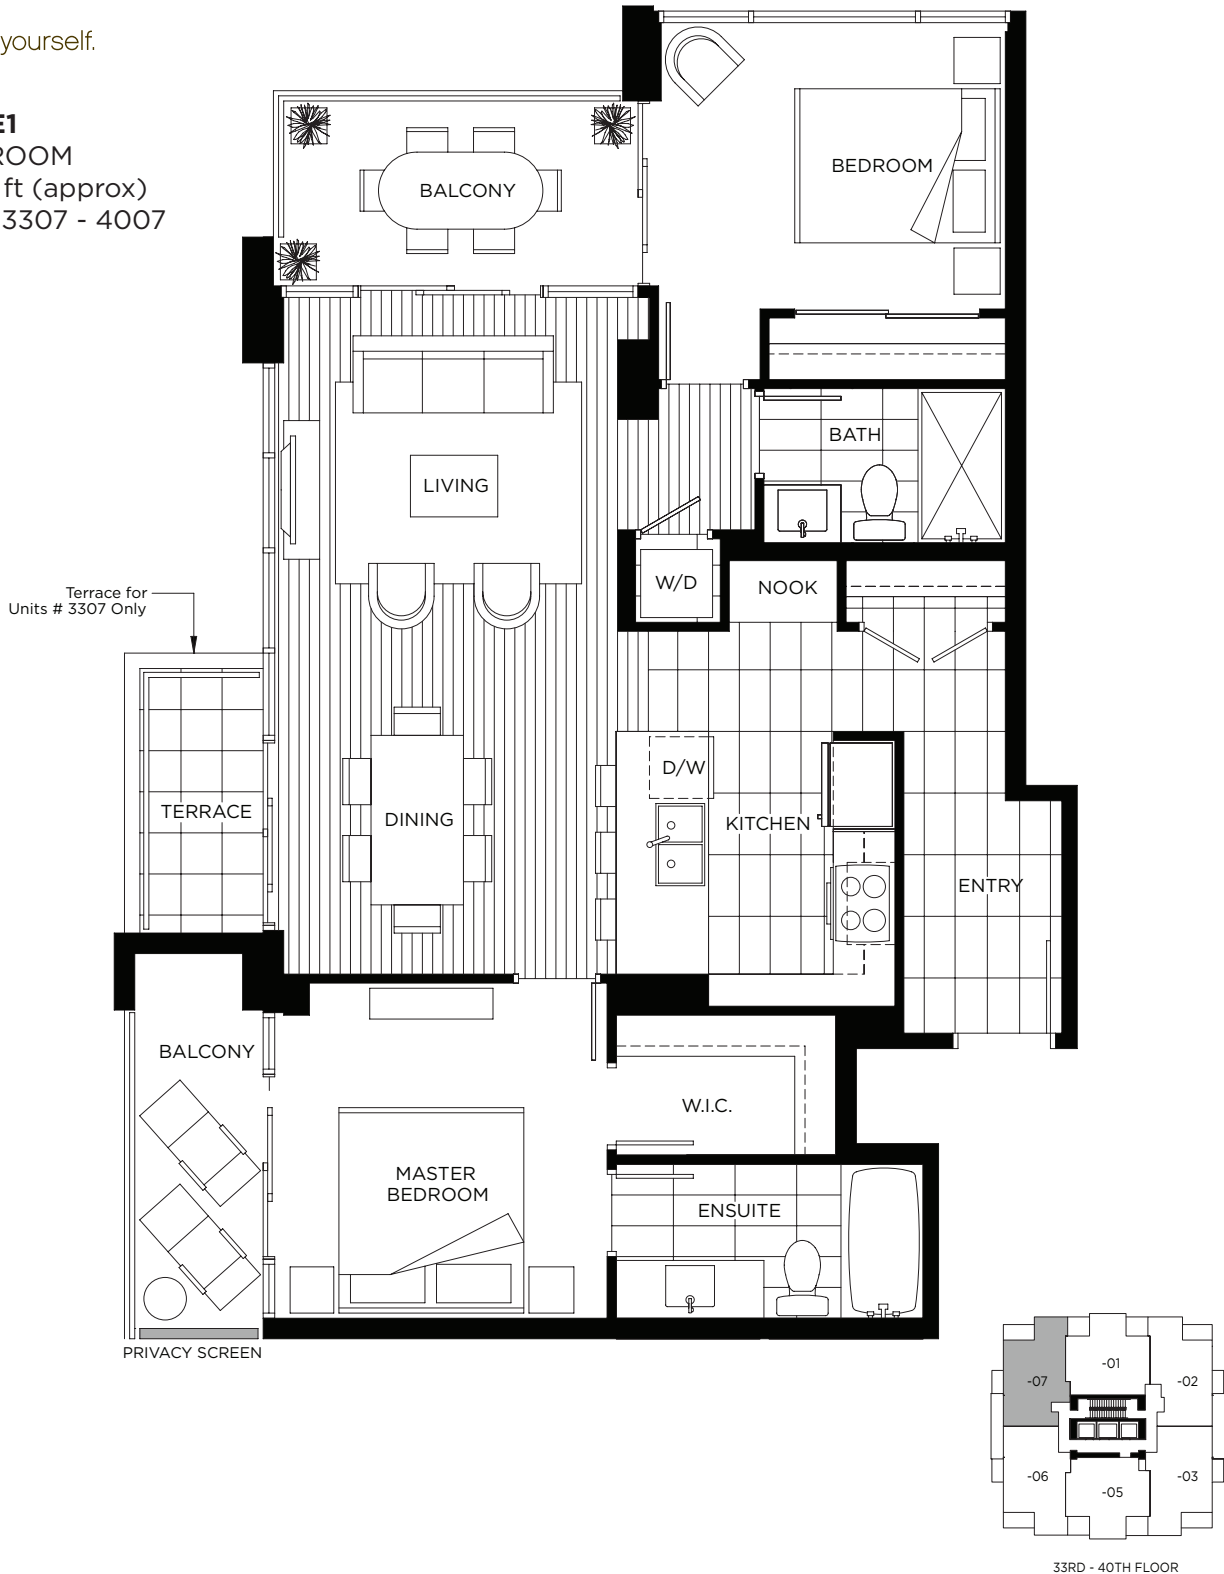 yourself.
E1
ROOM
ft (approx)
3307 - 4007
BALCONY
BEDROOM
BATH
LIVING
W/D
NOOK
Terrace for
Units # 3307 Only
D/W
TERRACE
DINING
KITCHEN
ENTRY
BALCONY
W.I.C.
MASTER
BEDROOM
ENSUITE
PRIVACY SCREEN
-01
-07
-02
-06
-03
-05
33RD - 40TH FLOOR